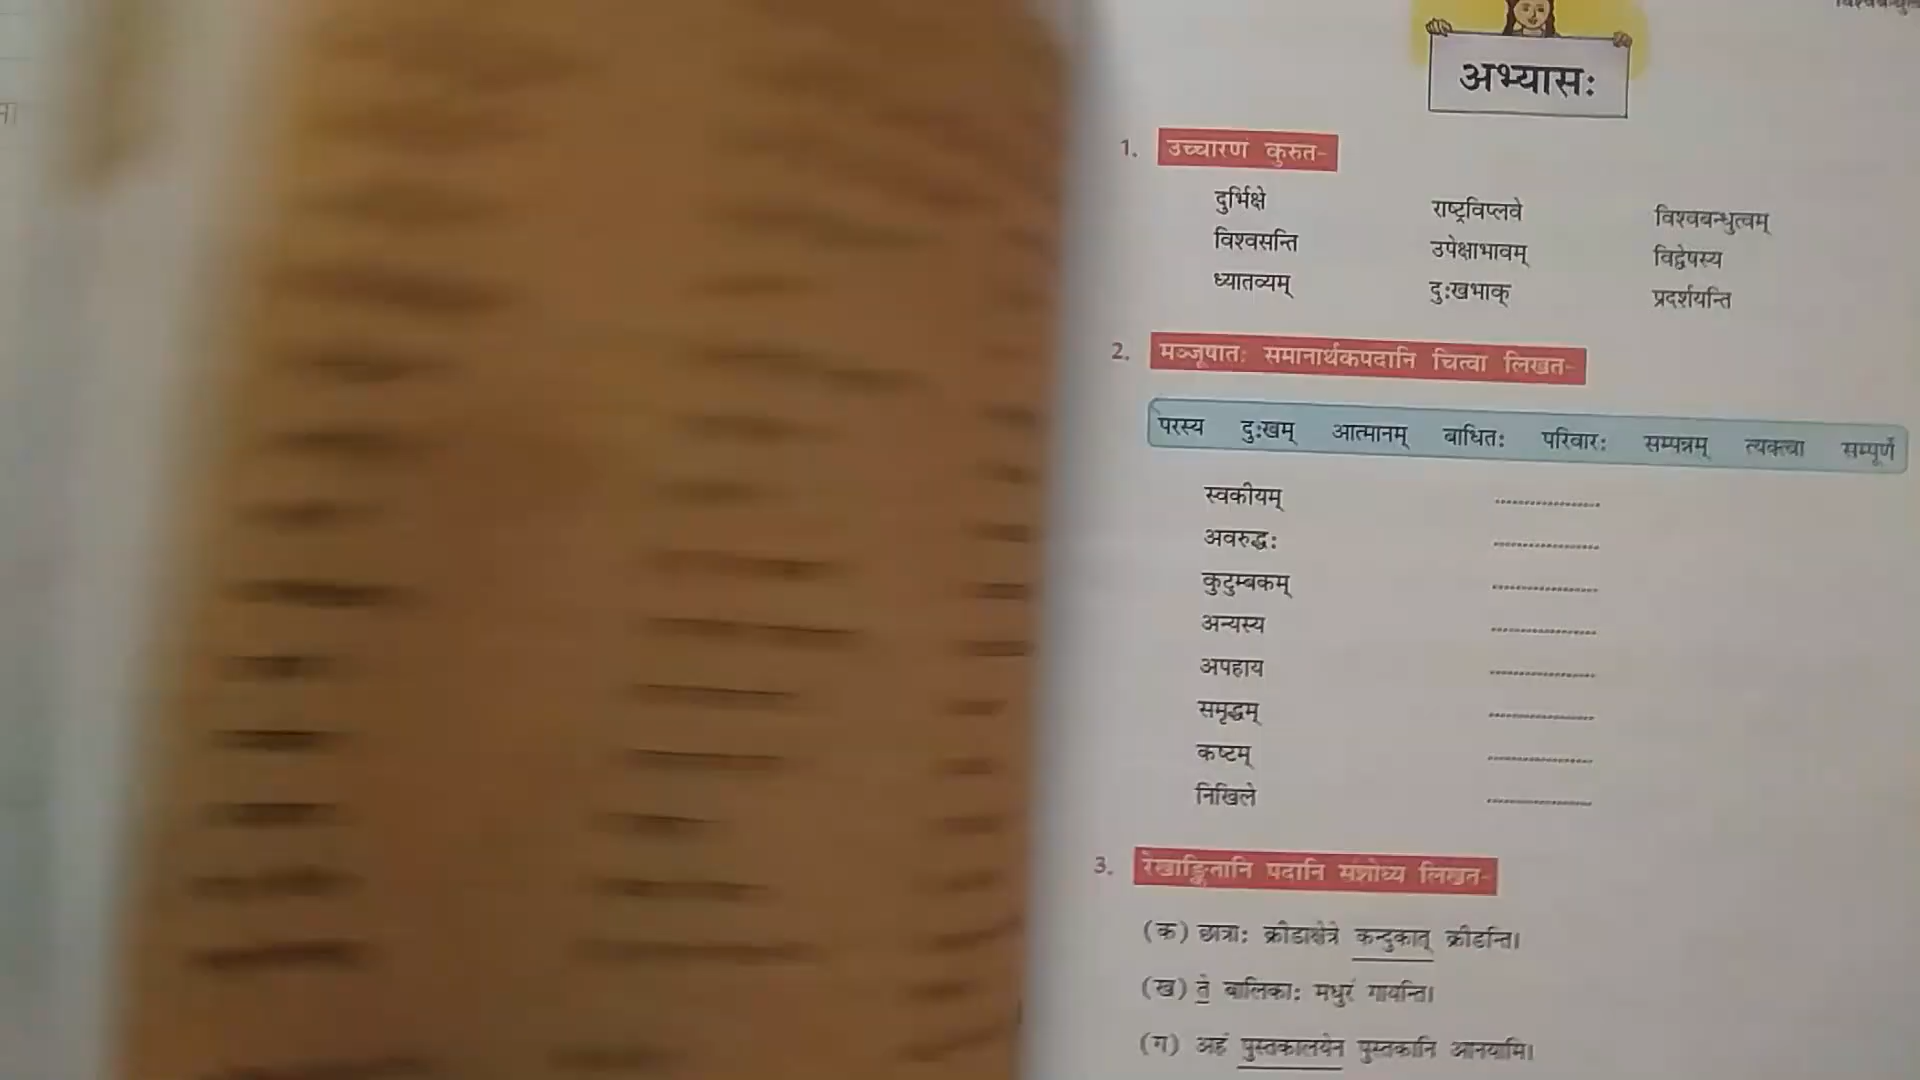 अभ्यासः
1. उच्चारणं कुरुत-
दुर्भिक्षे राष्ट्रविप्लवे विश्वबन्धुत्वम्
विश्वसन्ति उपेक्षाभावम् विद्वेषस्य
ध्यातव्यम् दुःखभाक् प्रदर्शयन्ति
2. मञ्जूषातः समानार्थकपदानि चित्वा लिखत-
परस्य दुःखम् आत्मानम् बाधितः परिवारः सम्पन्नम् त्यक्त्वा सम्पूर्णे
स्वकीयम् ....................
अवरुद्धः ....................
कुटुम्बकम् ....................
अन्यस्य ....................
अपहाय ....................
समृद्धम् ....................
कष्टम् ....................
निखिले ....................
3. रेखाङ्कितानि पदानि संशोध्य लिखत-
(क) छात्राः क्रीडाक्षेत्रे कन्दुकात् क्रीडन्ति।
(ख) ते बालिकाः मधुरं गायन्ति।
(ग) अहं पुस्तकालयेन पुस्तकानि आनयामि।